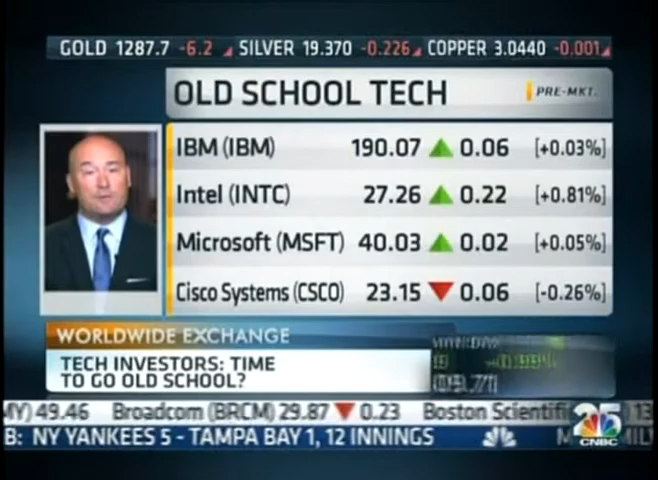 GOLD 1287.7 -6.2 SILVER 19.370 -0.226 COPPER 3.0440 -0.001
OLD SCHOOL TECH PRE-MKT.
IBM (IBM) 190.07 0.06 [+0.03%]
Intel (INTC) 27.26 0.22 [+0.81%]
Microsoft (MSFT) 40.03 0.02 [+0.05%]
Cisco Systems (CSCO) 23.15 0.06 [-0.26%]
WORLDWIDE EXCHANGE
TECH INVESTORS: TIME
TO GO OLD SCHOOL?
MY) 49.46 Broadcom (BRCM) 29.87 0.23 Boston Scientifi 13
B: NY YANKEES 5 - TAMPA BAY 1, 12 INNINGS
25
CNBC